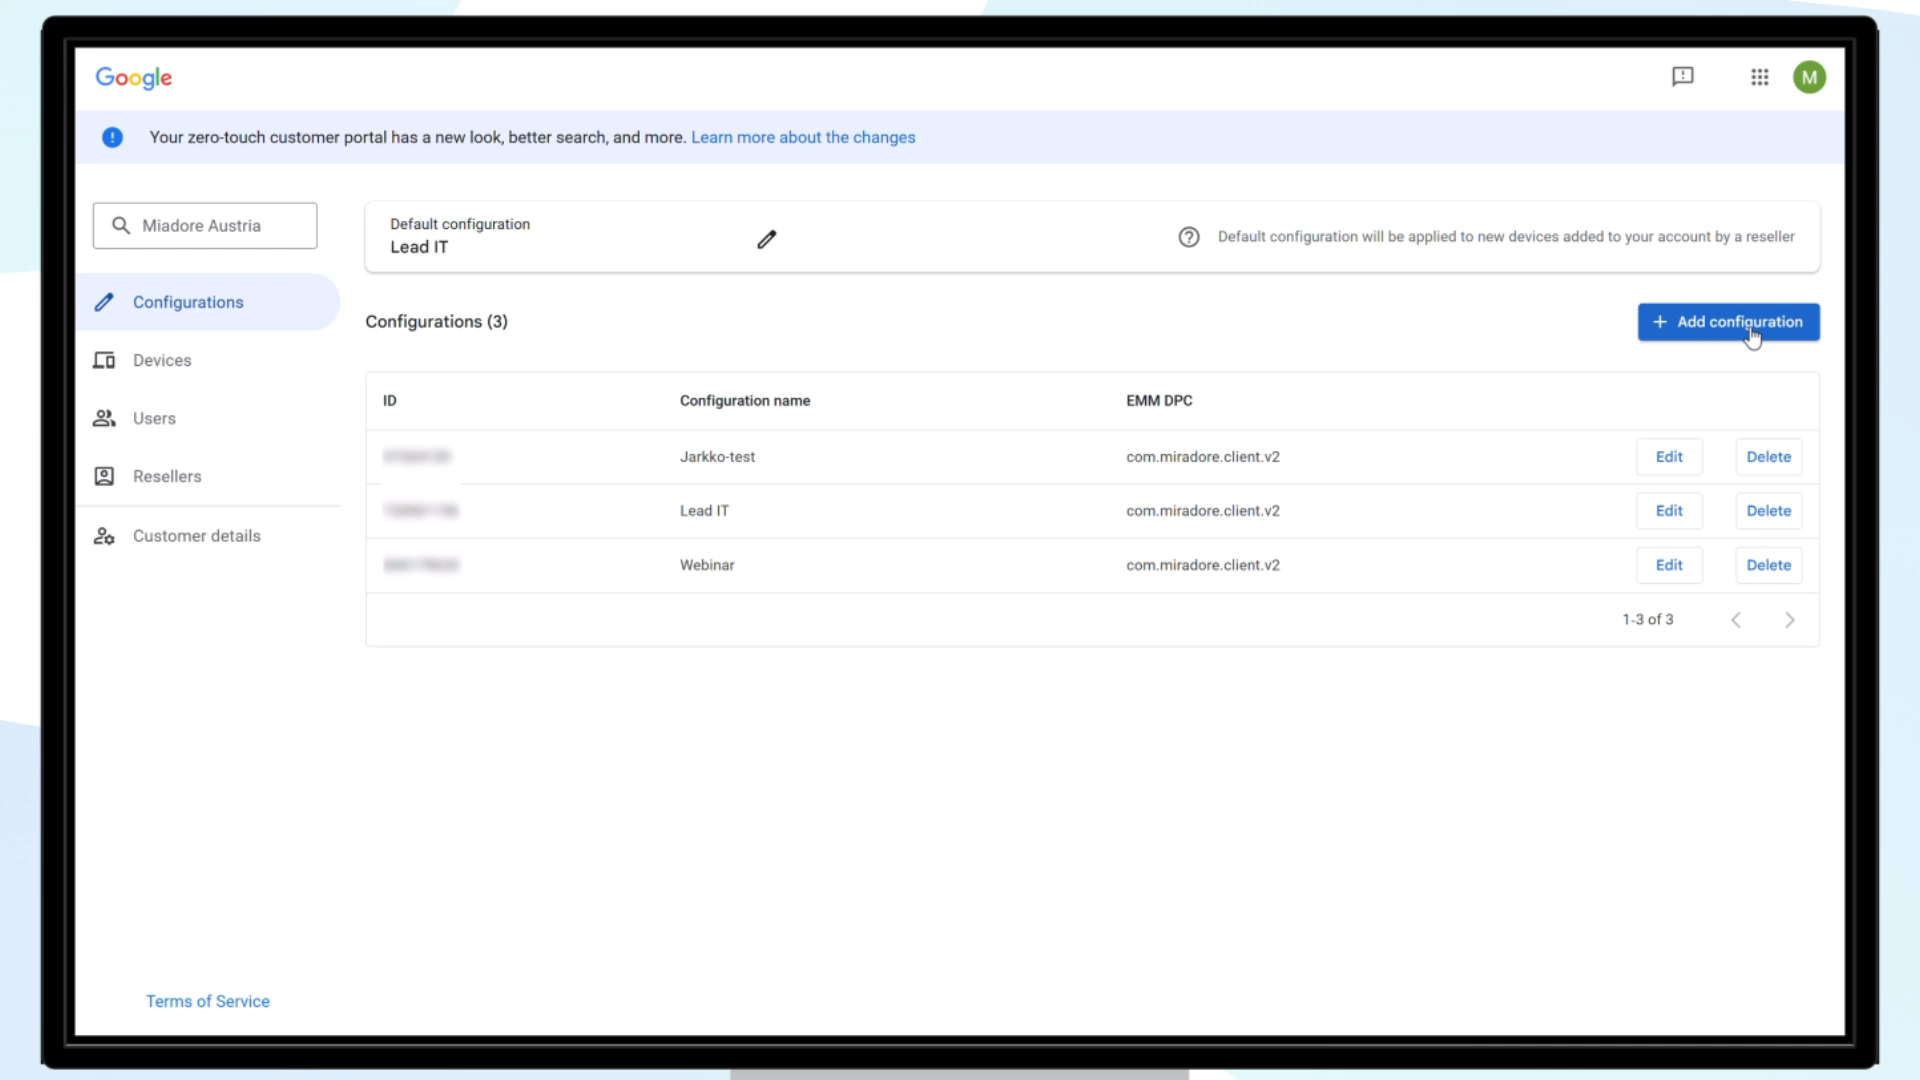 Google
M
Your zero-touch customer portal has a new look, better search, and more. Learn more about the changes
Miadore Austria
Default configuration
Lead IT
Default configuration will be applied to new devices added to your account by a reseller
Configurations
Devices
Users
Resellers
Customer details
Configurations (3)
+ Add configuration
ID Configuration name EMM DPC
Jarkko-test com.miradore.client.v2 Edit Delete
Lead IT com.miradore.client.v2 Edit Delete
Webinar com.miradore.client.v2 Edit Delete
1-3 of 3
Terms of Service